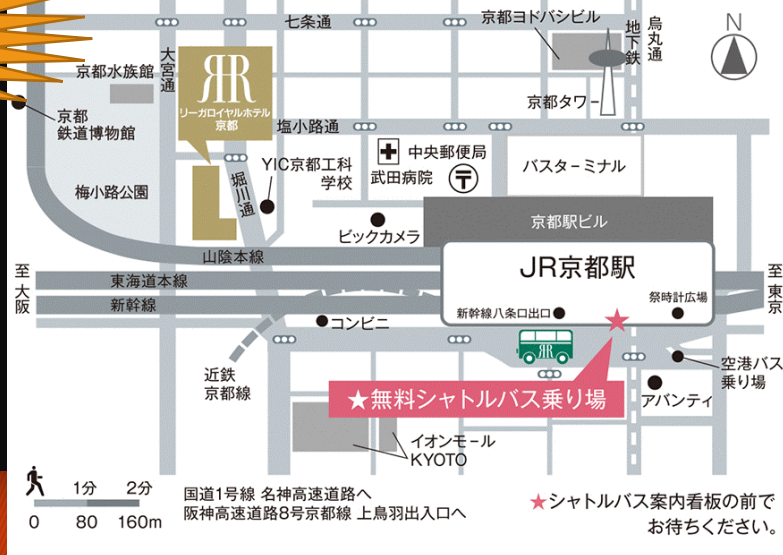 七条通
京都ヨドバシビル
烏丸通
地下鉄
N
大宮通
京都水族館
RR
リーガロイヤルホテル
京都
京都タワー
京都
鉄道博物館
塩小路通
YIC京都工科
学校
中央郵便局
武田病院
バスターミナル
梅小路公園
堀川通
ビックカメラ
京都駅ビル
山陰本線
JR京都駅
至大阪
東海道本線
至東京
新幹線
新幹線八条口出口
祭時計広場
コンビニ
RR
近鉄
京都線
空港バス
乗り場
★無料シャトルバス乗り場
アバンティ
イオンモール
KYOTO
1分 2分
0 80 160m
国道1号線 名神高速道路へ
阪神高速道路8号京都線 上鳥羽出入口へ
★シャトルバス案内看板の前で
お待ちください。